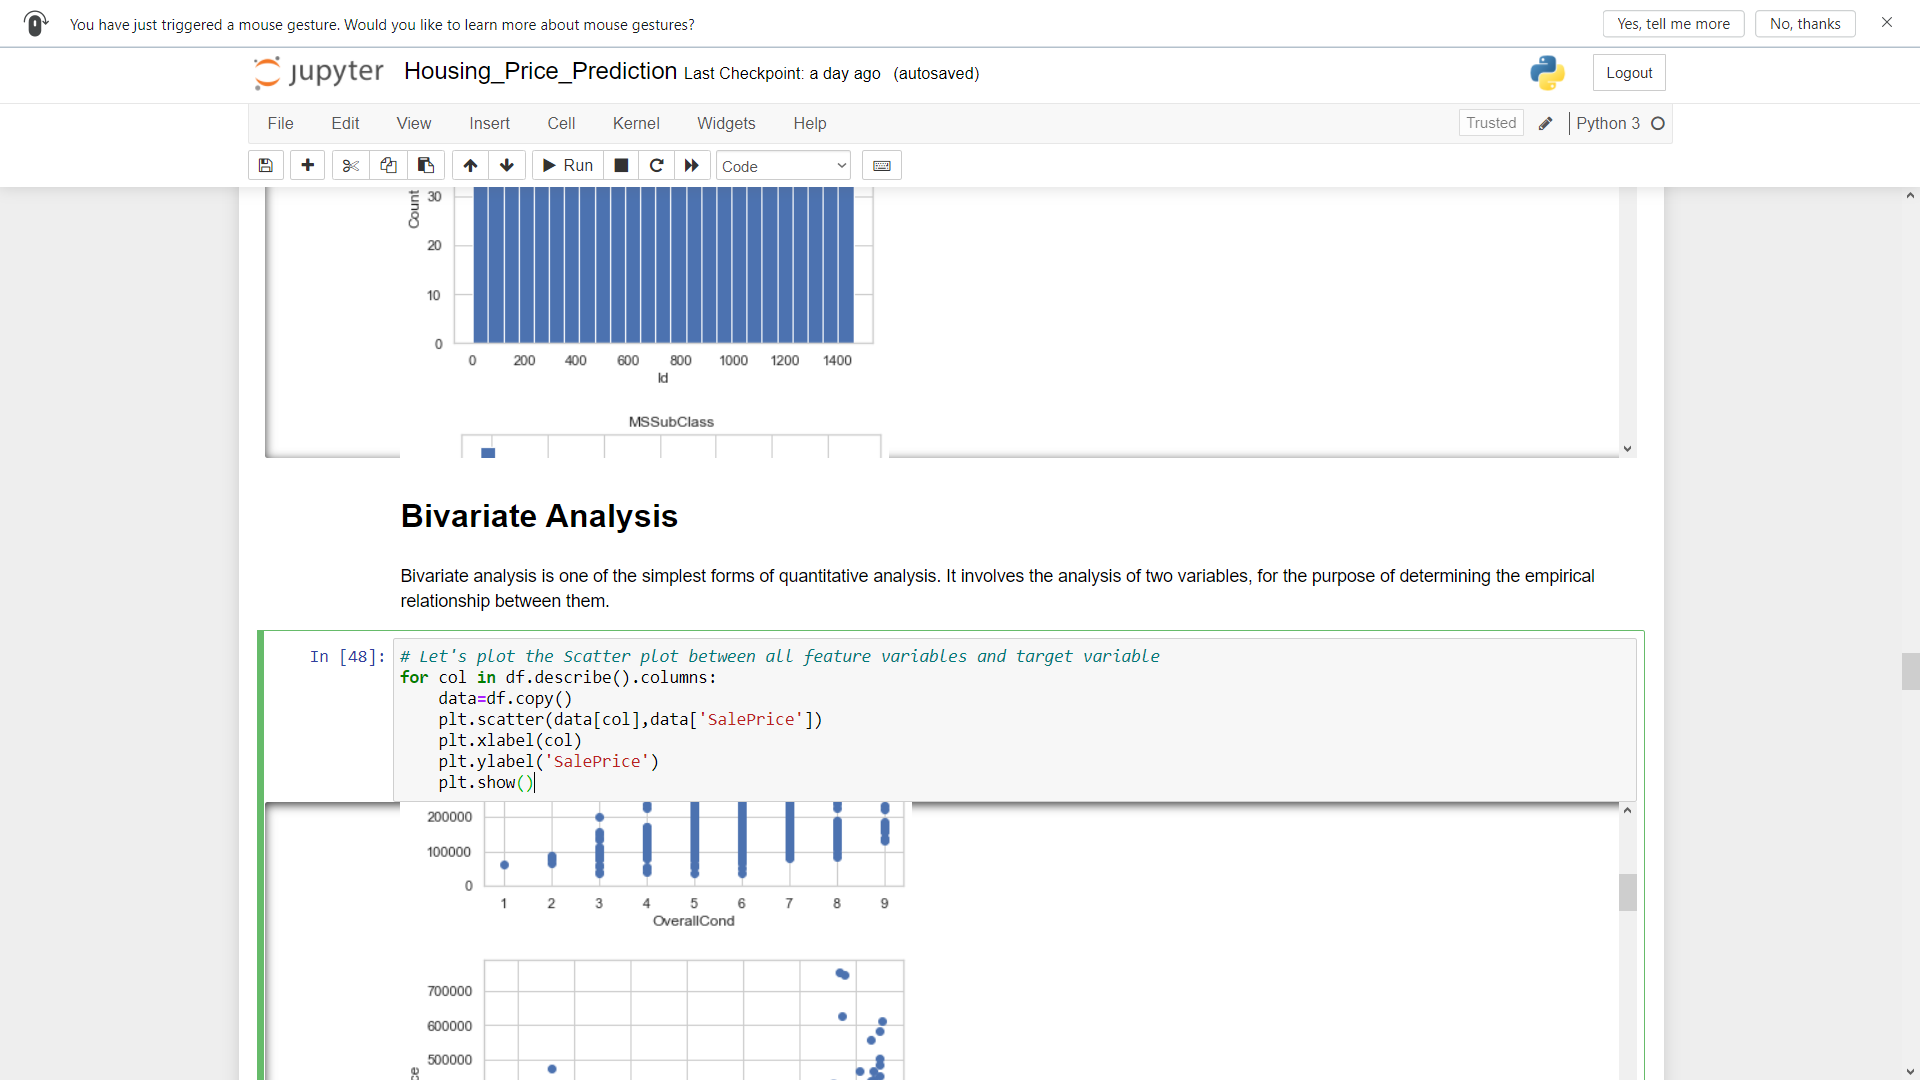 You have just triggered a mouse gesture. Would you like to learn more about mouse gestures?
Yes, tell me more
No, thanks
jupyter Housing_Price_Prediction Last Checkpoint: a day ago (autosaved)
Logout
File Edit View Insert Cell Kernel Widgets Help
Trusted
Python 3
Run
Code
Count
30
20
10
0
0 200 400 600 800 1000 1200 1400
Id
MSSubClass
Bivariate Analysis
Bivariate analysis is one of the simplest forms of quantitative analysis. It involves the analysis of two variables, for the purpose of determining the empirical
relationship between them.
In [48]:
# Let's plot the Scatter plot between all feature variables and target variable
for col in df.describe().columns:
    data=df.copy()
    plt.scatter(data[col],data['SalePrice'])
    plt.xlabel(col)
    plt.ylabel('SalePrice')
    plt.show()
200000
100000
0
1 2 3 4 5 6 7 8 9
OverallCond
700000
600000
500000